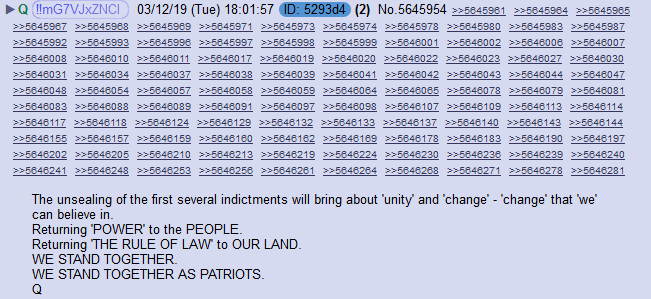 ▶ Q !!mG7VJxZNCI 03/12/19 (Tue) 18:01:57 ID: 5293d4 (2) No.5645954 >>5645961 >>5645964 >>5645965
>>5645967 >>5645968 >>5645969 >>5645971 >>5645973 >>5645974 >>5645978 >>5645980 >>5645983 >>5645987
>>5645992 >>5645993 >>5645996 >>5645997 >>5645998 >>5645999 >>5646001 >>5646002 >>5646006 >>5646007
>>5646008 >>5646010 >>5646011 >>5646017 >>5646019 >>5646020 >>5646022 >>5646023 >>5646027 >>5646030
>>5646031 >>5646034 >>5646037 >>5646038 >>5646039 >>5646041 >>5646042 >>5646043 >>5646044 >>5646047
>>5646048 >>5646054 >>5646057 >>5646058 >>5646059 >>5646064 >>5646065 >>5646078 >>5646079 >>5646081
>>5646083 >>5646088 >>5646089 >>5646091 >>5646097 >>5646098 >>5646107 >>5646109 >>5646113 >>5646114
>>5646117 >>5646118 >>5646124 >>5646129 >>5646132 >>5646133 >>5646137 >>5646140 >>5646143 >>5646144
>>5646155 >>5646157 >>5646159 >>5646160 >>5646162 >>5646169 >>5646178 >>5646183 >>5646190 >>5646197
>>5646202 >>5646205 >>5646210 >>5646213 >>5646219 >>5646224 >>5646230 >>5646236 >>5646239 >>5646240
>>5646241 >>5646248 >>5646253 >>5646256 >>5646261 >>5646264 >>5646268 >>5646271 >>5646278 >>5646281
The unsealing of the first several indictments will bring about 'unity' and 'change' - 'change' that 'we'
can believe in.
Returning 'POWER' to the PEOPLE.
Returning 'THE RULE OF LAW' to OUR LAND.
WE STAND TOGETHER.
WE STAND TOGETHER AS PATRIOTS.
Q